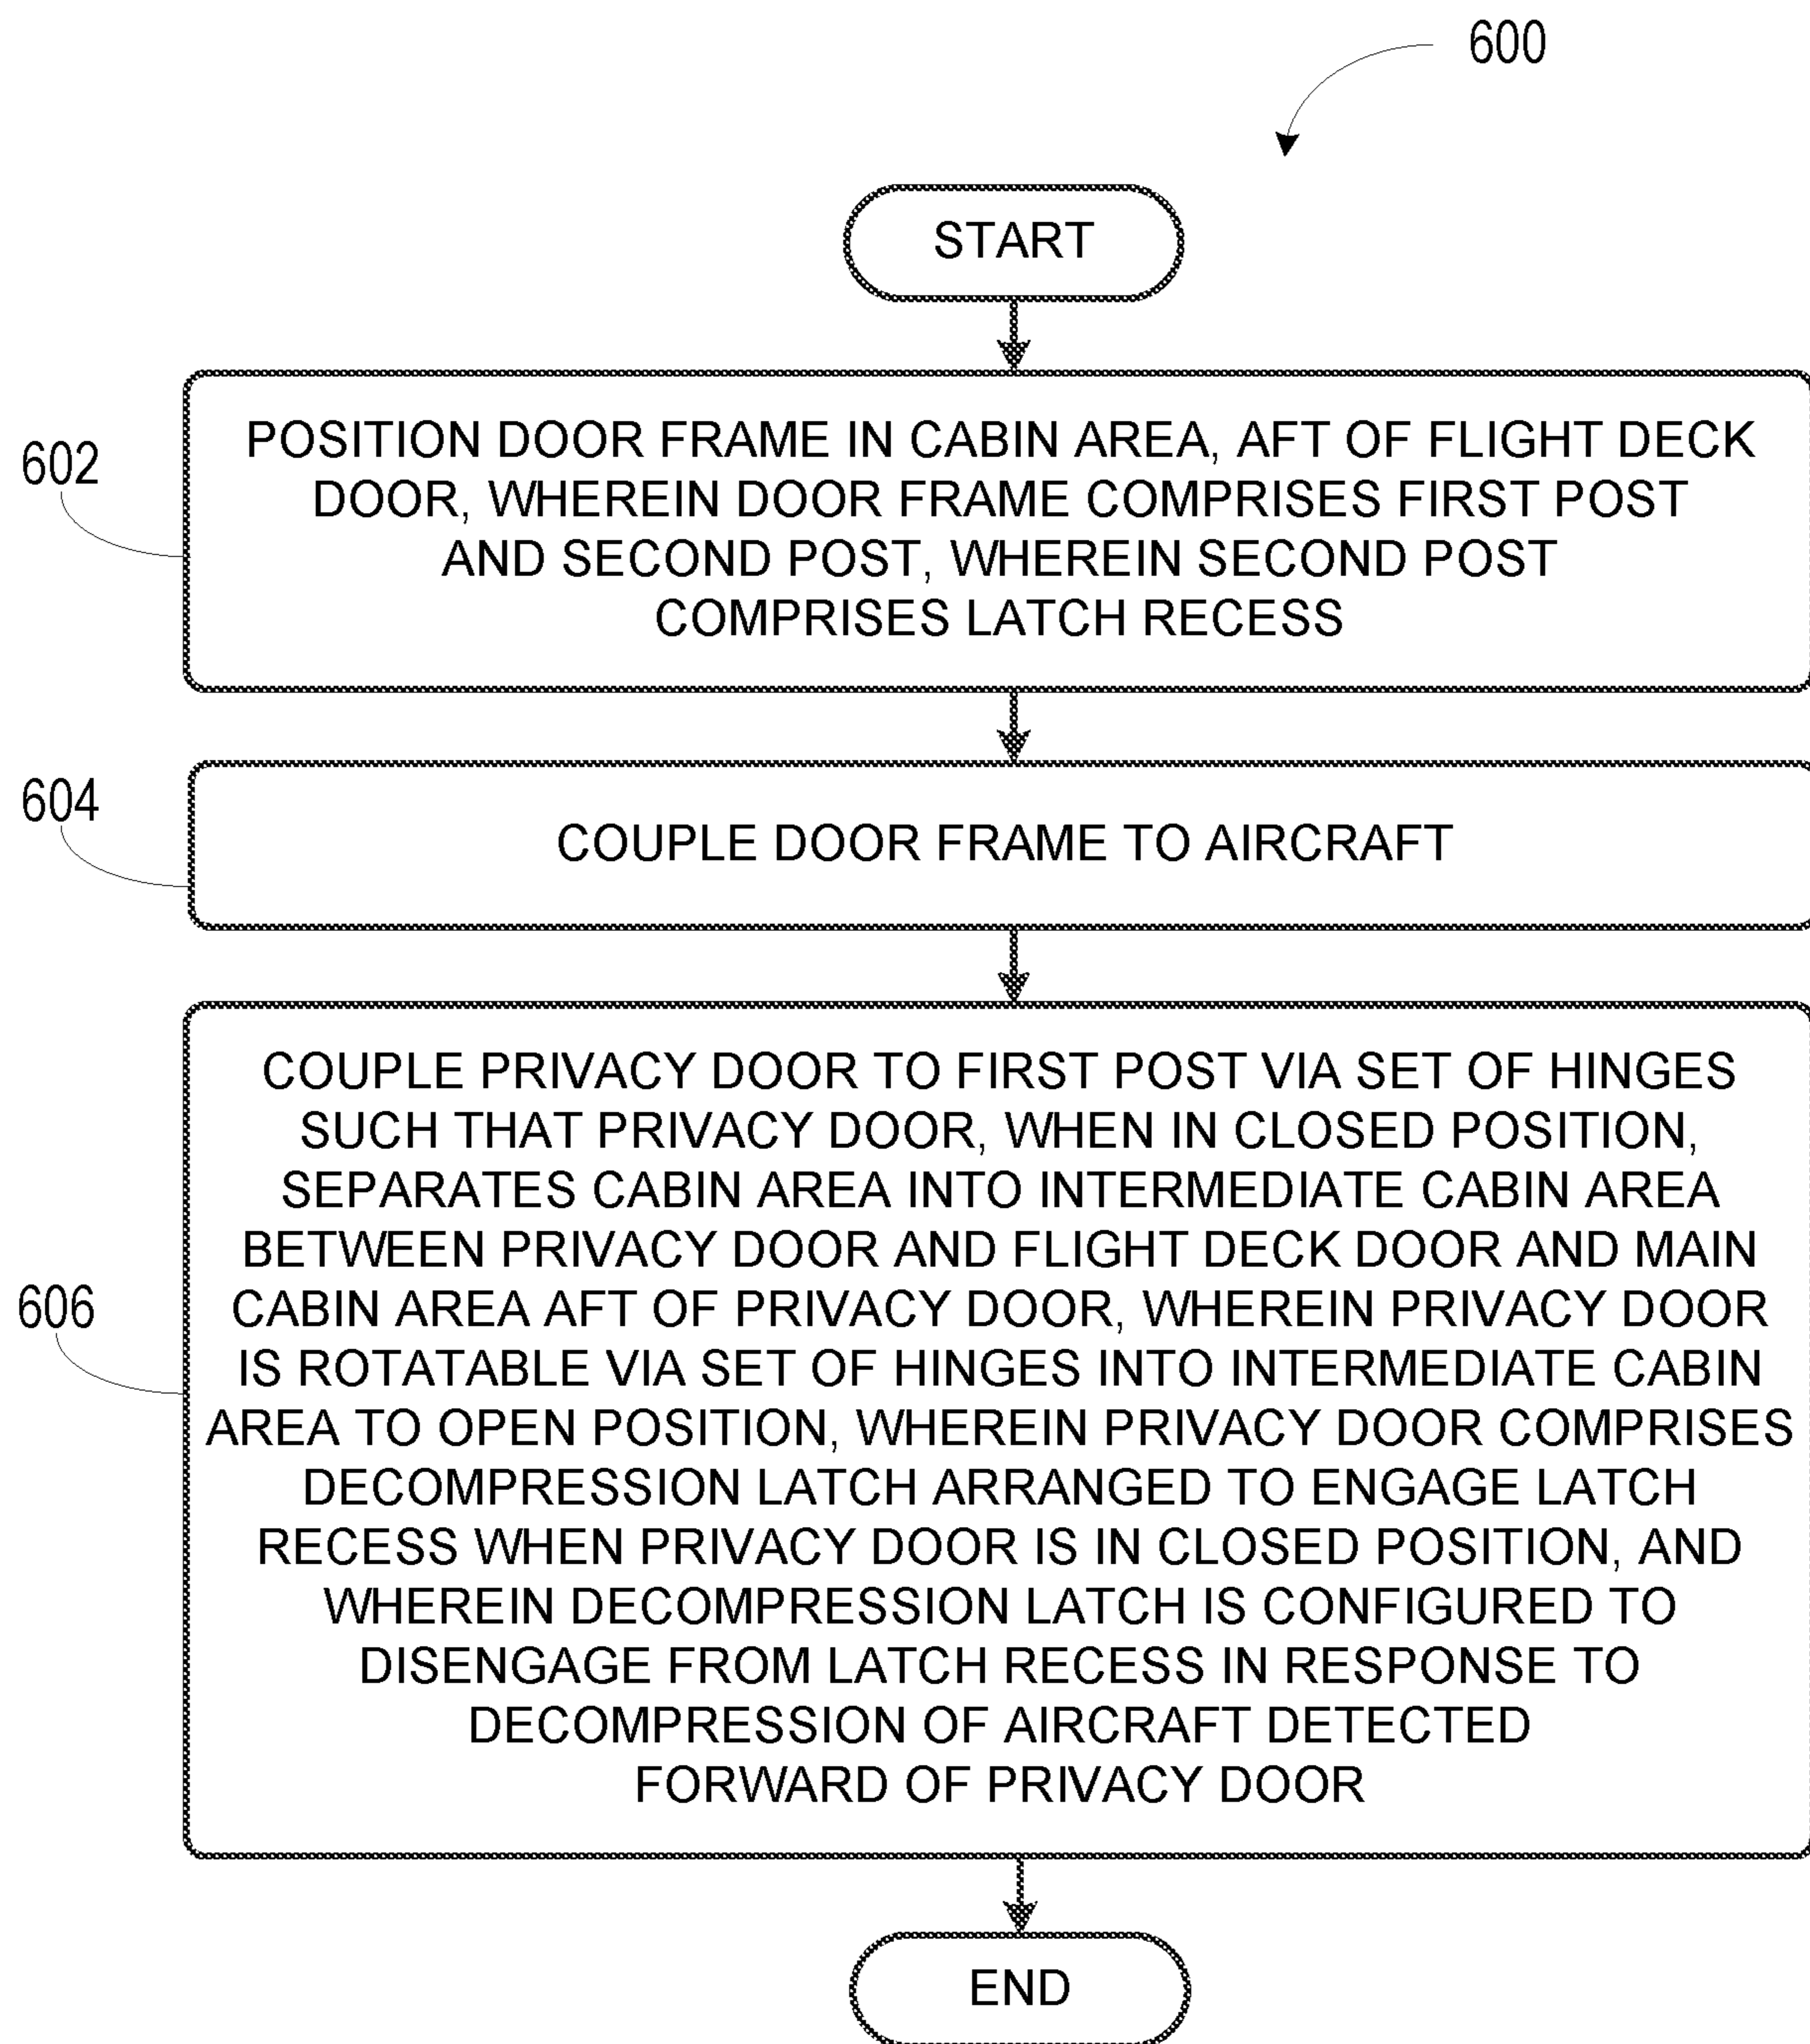 600
START
602
POSITION DOOR FRAME IN CABIN AREA, AFT OF FLIGHT DECK
DOOR, WHEREIN DOOR FRAME COMPRISES FIRST POST
AND SECOND POST, WHEREIN SECOND POST
COMPRISES LATCH RECESS
604
COUPLE DOOR FRAME TO AIRCRAFT
606
COUPLE PRIVACY DOOR TO FIRST POST VIA SET OF HINGES
SUCH THAT PRIVACY DOOR, WHEN IN CLOSED POSITION,
SEPARATES CABIN AREA INTO INTERMEDIATE CABIN AREA
BETWEEN PRIVACY DOOR AND FLIGHT DECK DOOR AND MAIN
CABIN AREA AFT OF PRIVACY DOOR, WHEREIN PRIVACY DOOR
IS ROTATABLE VIA SET OF HINGES INTO INTERMEDIATE CABIN
AREA TO OPEN POSITION, WHEREIN PRIVACY DOOR COMPRISES
DECOMPRESSION LATCH ARRANGED TO ENGAGE LATCH
RECESS WHEN PRIVACY DOOR IS IN CLOSED POSITION, AND
WHEREIN DECOMPRESSION LATCH IS CONFIGURED TO
DISENGAGE FROM LATCH RECESS IN RESPONSE TO
DECOMPRESSION OF AIRCRAFT DETECTED
FORWARD OF PRIVACY DOOR
END